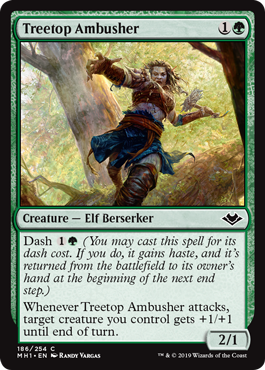 Treetop Ambusher 1
Creature — Elf Berserker
Dash 1 (You may cast this spell for its
dash cost. If you do, it gains haste, and it's
returned from the battlefield to its owner's
hand at the beginning of the next end
step.)
Whenever Treetop Ambusher attacks,
target creature you control gets +1/+1
until end of turn.
2/1
186/254 C
MH1 • EN RANDY VARGAS ™ & © 2019 Wizards of the Coast